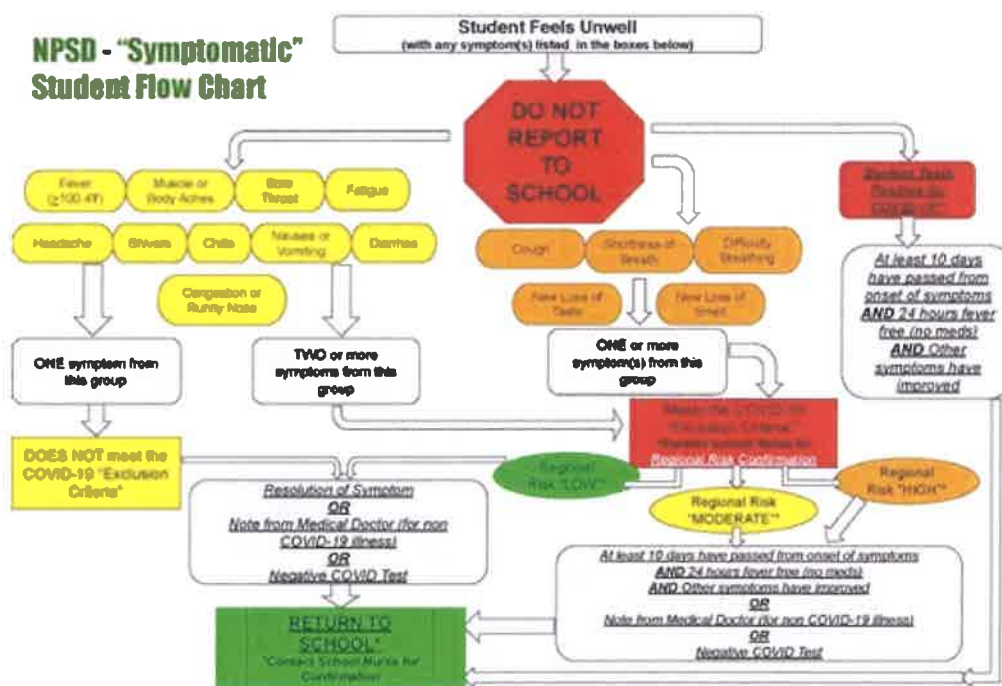 NPSD - "Symptomatic"
Student Flow Chart
Student Feels Unwell
(with any symptom(s) listed in the boxes below)
DO NOT
REPORT
TO
SCHOOL
Fever
(≥100.4f)
Muscle or
Body Aches
Sore
Throat
Fatigue
Headache
Shivers
Chills
Nausea or
Vomiting
Diarrhea
Congestion or
Runny Nose
Cough
Shortness of
Breath
Difficulty
Breathing
New Loss of
Taste
New Loss of
Smell
Student Tests
Positive for
COVID-19
At least 10 days
have passed from
onset of symptoms
AND 24 hours fever
free (no meds)
AND Other
symptoms have
improved
ONE symptom from
this group
TWO or more
symptoms from this
group
ONE or more
symptom(s) from this
group
Meets the COVID-19
"Exclusion Criteria"
School Nurse for
Regional Risk Confirmation
DOES NOT meet the
COVID-19 "Exclusion
Criteria"
Regional
Risk "LOW"*
Regional Risk
"MODERATE"*
Regional
Risk "HIGH"*
Resolution of Symptom
OR
Note from Medical Doctor (for non
COVID-19 illness)
OR
Negative COVID Test
At least 10 days have passed from onset of symptoms
AND 24 hours fever free (no meds)
AND Other symptoms have improved
OR
Note from Medical Doctor (for non COVID-19 illness)
OR
Negative COVID Test
RETURN TO
SCHOOL*
*Contact School Nurse for
Confirmation